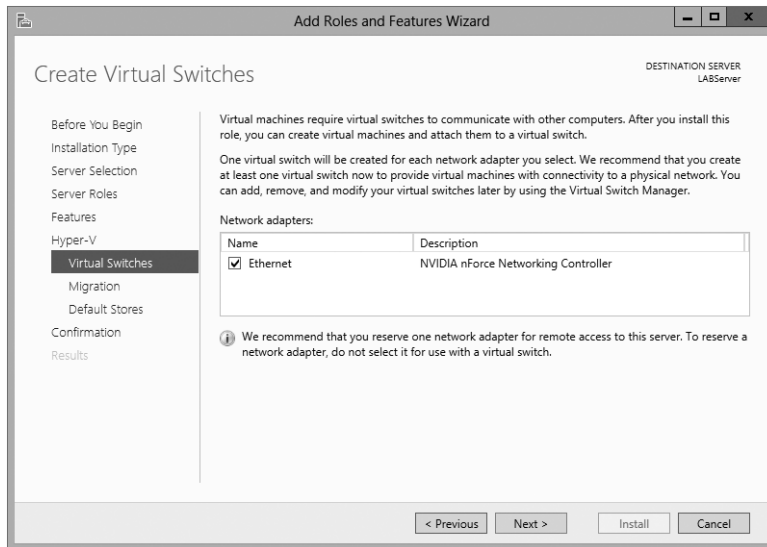 Add Roles and Features Wizard
Create Virtual Switches
DESTINATION SERVER
LABServer
Before You Begin
Installation Type
Server Selection
Server Roles
Features
Hyper-V
Virtual Switches
Migration
Default Stores
Confirmation
Results
Virtual machines require virtual switches to communicate with other computers. After you install this
role, you can create virtual machines and attach them to a virtual switch.
One virtual switch will be created for each network adapter you select. We recommend that you create
at least one virtual switch now to provide virtual machines with connectivity to a physical network. You
can add, remove, and modify your virtual switches later by using the Virtual Switch Manager.
Network adapters:
Name Description
Ethernet NVIDIA nForce Networking Controller
We recommend that you reserve one network adapter for remote access to this server. To reserve a
network adapter, do not select it for use with a virtual switch.
< Previous Next > Install Cancel